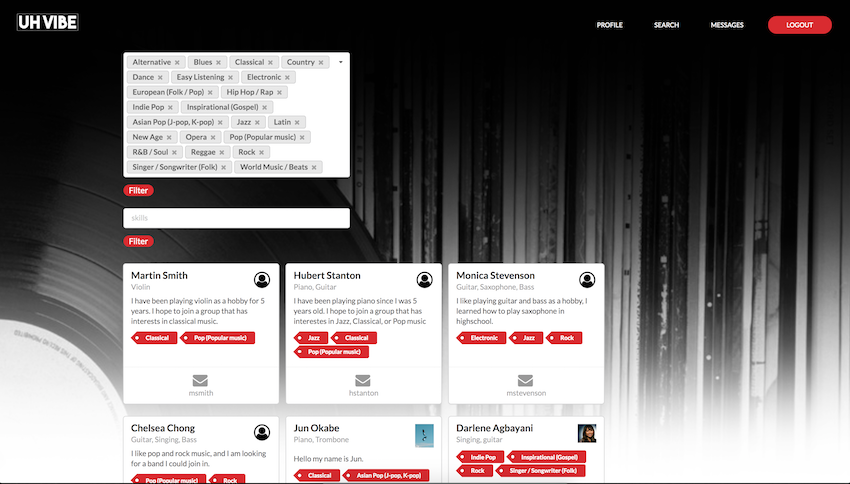 UH VIBE
PROFILE SEARCH MESSAGES LOGOUT
Alternative × Blues × Classical × Country ×
Dance × Easy Listening × Electronic ×
European (Folk / Pop) × Hip Hop / Rap ×
Indie Pop × Inspirational (Gospel) ×
Asian Pop (J-pop, K-pop) × Jazz × Latin ×
New Age × Opera × Pop (Popular music) ×
R&B / Soul × Reggae × Rock ×
Singer / Songwriter (Folk) × World Music / Beats ×
Filter
skills
Filter
Martin Smith
Violin
I have been playing violin as a hobby for 5
years. I hope to join a group that has
interests in classical music.
Classical Pop (Popular music)
msmith
Hubert Stanton
Piano, Guitar
I have been playing piano since I was 5
years old. I hope to join a group that has
interestes in Jazz, Classical, or Pop music
Jazz Classical
Pop (Popular music)
hstanton
Monica Stevenson
Guitar, Saxophone, Bass
I like playing guitar and bass as a hobby, I
learned how to play saxophone in
highschool.
Electronic Jazz Rock
mstevenson
Chelsea Chong
Guitar, Singing, Bass
I like pop and rock music, and I am looking
for a band I could join in.
Pop (Popular music) Rock
Jun Okabe
Piano, Trombone
Hello my name is Jun.
Classical Asian Pop (J-pop, K-pop)
Darlene Agbayani
Singing, guitar
Indie Pop Inspirational (Gospel)
Rock Singer / Songwriter (Folk)